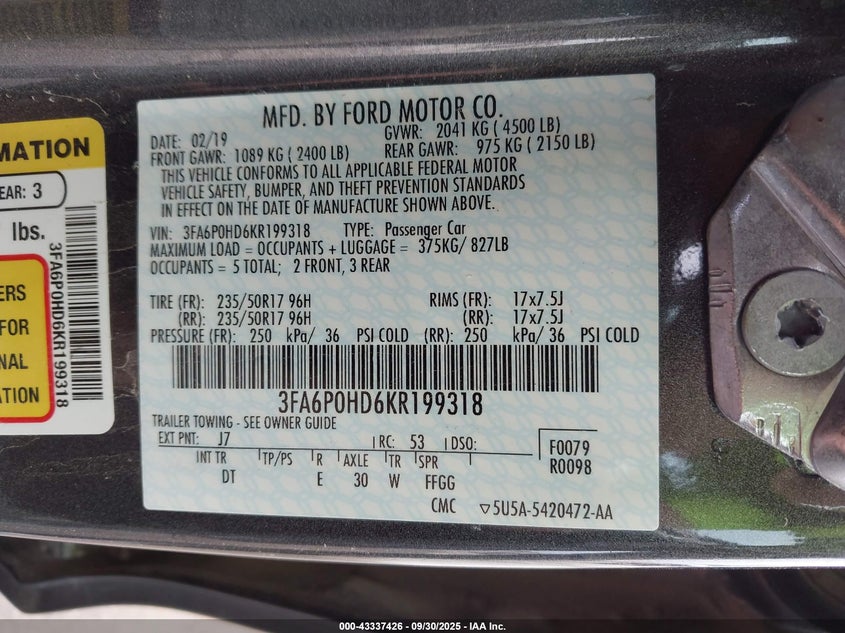 MATION
EAR: 3
lbs.
ERS
FOR
NAL
ATION
3FA6P0HD6KR199318
MFD. BY FORD MOTOR CO.
DATE: 02/19 GVWR: 2041 KG ( 4500 LB)
FRONT GAWR: 1089 KG ( 2400 LB) REAR GAWR: 975 KG ( 2150 LB)
THIS VEHICLE CONFORMS TO ALL APPLICABLE FEDERAL MOTOR
VEHICLE SAFETY, BUMPER, AND THEFT PREVENTION STANDARDS
IN EFFECT ON THE DATE OF MANUFACTURE SHOWN ABOVE.
VIN: 3FA6P0HD6KR199318 TYPE: Passenger Car
MAXIMUM LOAD = OCCUPANTS + LUGGAGE = 375KG/ 827LB
OCCUPANTS = 5 TOTAL; 2 FRONT, 3 REAR
TIRE (FR): 235/50R17 96H RIMS (FR): 17x7.5J
(RR): 235/50R17 96H (RR): 17x7.5J
PRESSURE (FR): 250 kPa/ 36 PSI COLD (RR): 250 kPa/ 36 PSI COLD
3FA6P0HD6KR199318
TRAILER TOWING - SEE OWNER GUIDE
EXT PNT: J7 RC: 53 DSO: F0079
INT TR TP/PS R AXLE TR SPR R0098
DT E 30 W FFGG
CMC ▽5U5A-5420472-AA
000-43337426 - 09/30/2025 - IAA Inc.